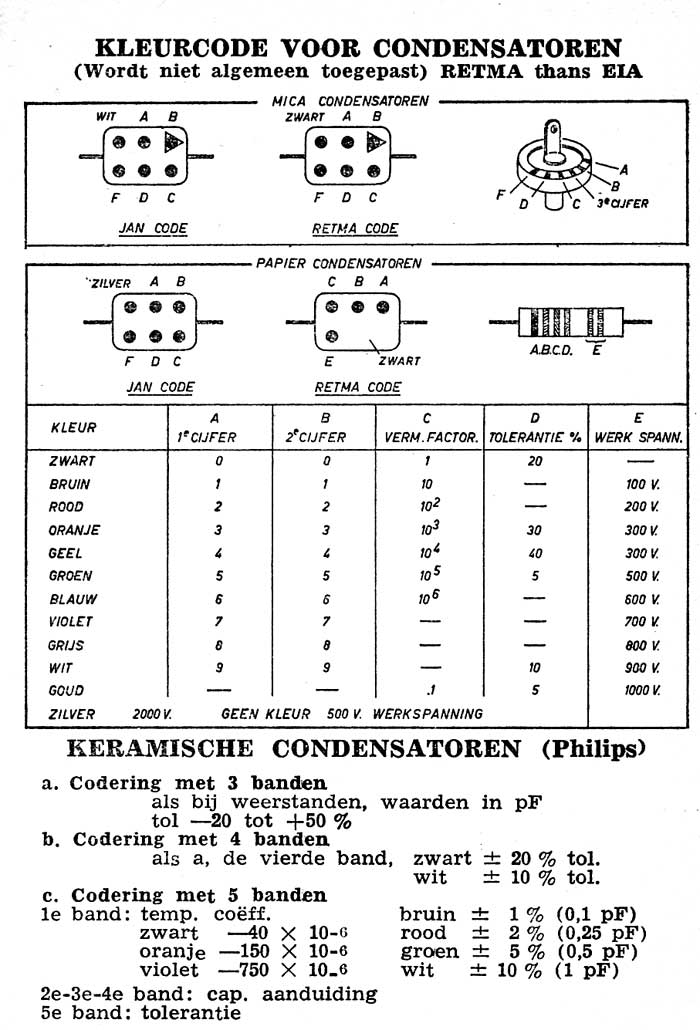 KLEURCODE VOOR CONDENSATOREN
(Wordt niet algemeen toegepast) RETMA thans EIA
MICA CONDENSATOREN
WIT A B
F D C
JAN CODE
ZWART A B
F D C
RETMA CODE
A
B
3e CIJFER
C
D
F
PAPIER CONDENSATOREN
ZILVER A B
F D C
JAN CODE
C B A
E ZWART
RETMA CODE
A.B.C.D. E
KLEUR A 1e CIJFER B 2e CIJFER C VERM. FACTOR. D TOLERANTIE % E WERK SPANN.
ZWART 0 0 1 20 —
BRUIN 1 1 10 — 100 V.
ROOD 2 2 10² — 200 V.
ORANJE 3 3 10³ 30 300 V.
GEEL 4 4 10⁴ 40 300 V.
GROEN 5 5 10⁵ 5 500 V.
BLAUW 6 6 10⁶ — 600 V.
VIOLET 7 7 — — 700 V.
GRIJS 8 8 — — 800 V.
WIT 9 9 — 10 900 V.
GOUD — — .1 5 1000 V.
ZILVER 2000 V. GEEN KLEUR 500 V. WERKSPANNING
KERAMISCHE CONDENSATOREN (Philips)
a. Codering met 3 banden
als bij weerstanden, waarden in pF
tol —20 tot +50 %
b. Codering met 4 banden
als a, de vierde band, zwart ± 20 % tol.
wit ± 10 % tol.
c. Codering met 5 banden
1e band: temp. coëff. bruin ± 1 % (0,1 pF)
zwart —40 × 10-6 rood ± 2 % (0,25 pF)
oranje —150 × 10-6 groen ± 5 % (0,5 pF)
violet —750 × 10-6 wit ± 10 % (1 pF)
2e-3e-4e band: cap. aanduiding
5e band: tolerantie